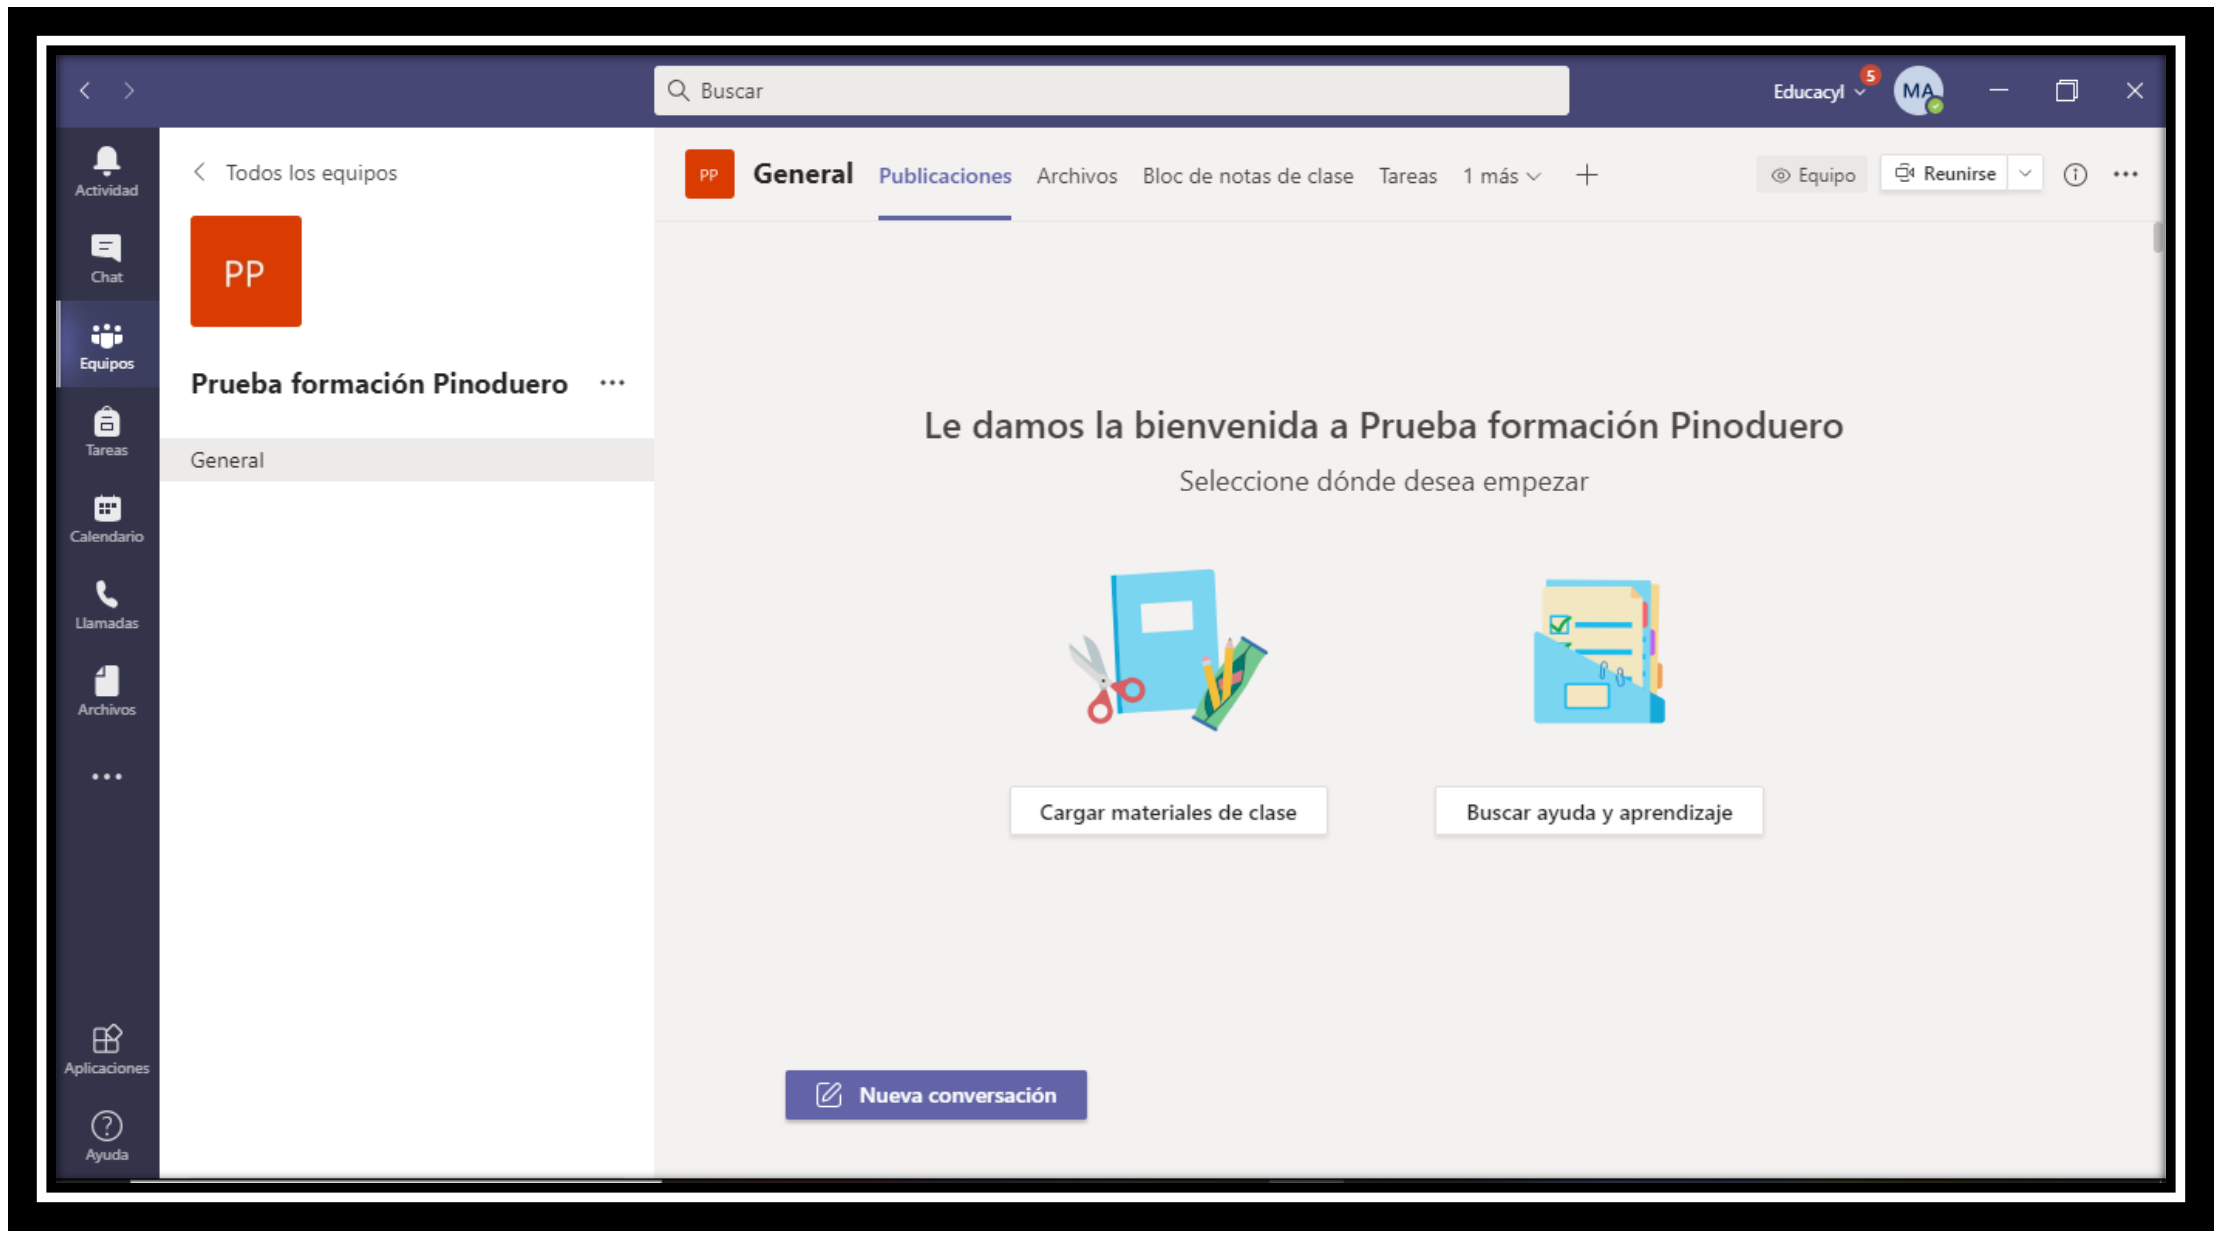 Buscar
Educacyl
5
MA
Actividad
Chat
Equipos
Tareas
Calendario
Llamadas
Archivos
Aplicaciones
Ayuda
Todos los equipos
PP
Prueba formación Pinoduero
General
PP
General Publicaciones Archivos Bloc de notas de clase Tareas 1 más
Equipo
Reunirse
Le damos la bienvenida a Prueba formación Pinoduero
Seleccione dónde desea empezar
Cargar materiales de clase
Buscar ayuda y aprendizaje
Nueva conversación